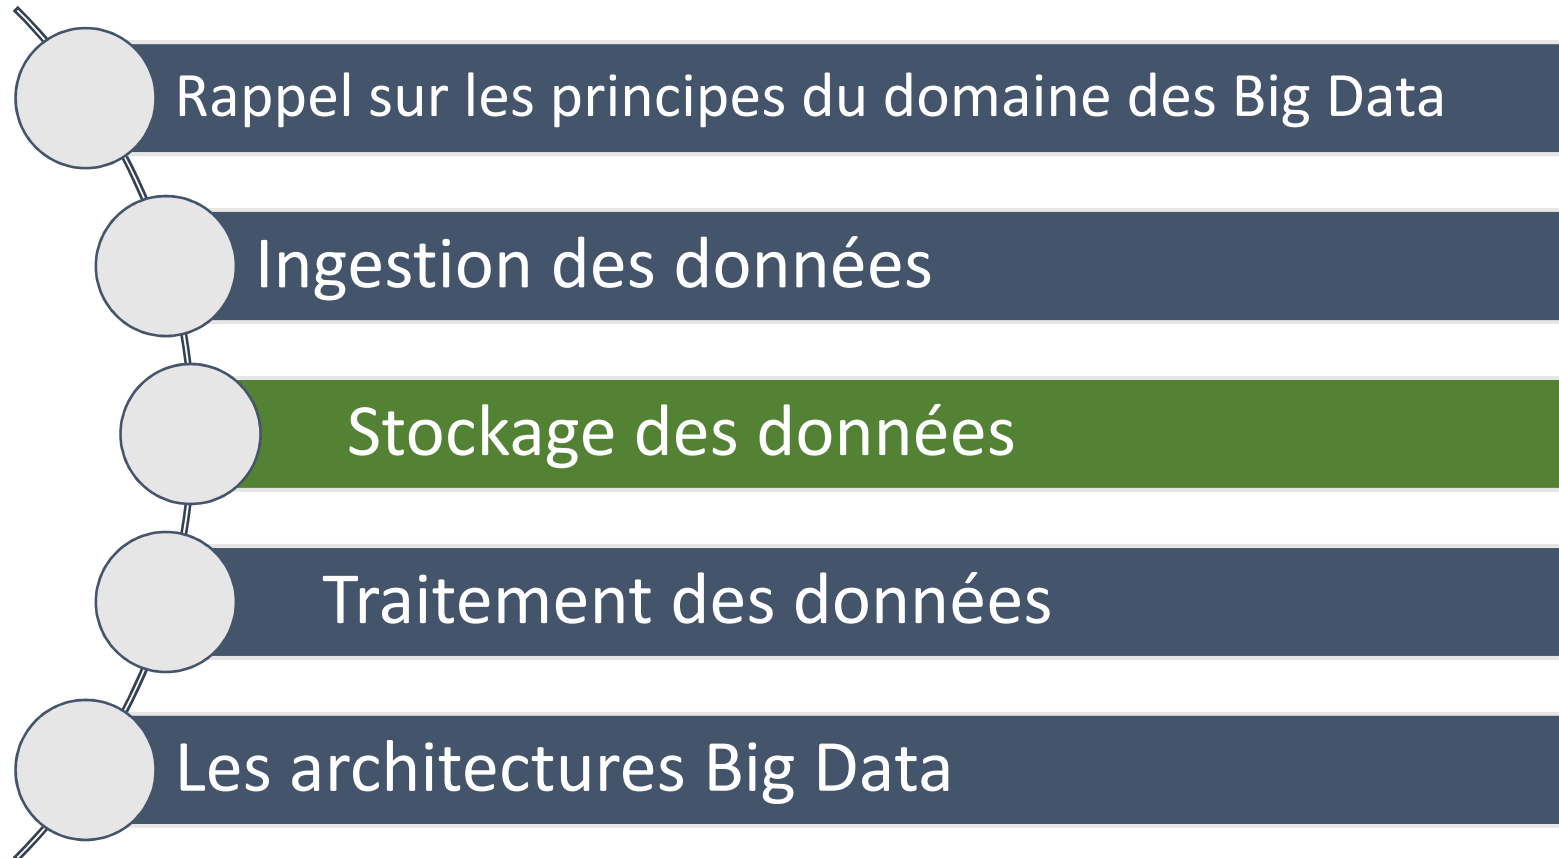 Rappel sur les principes du domaine des Big Data
Ingestion des données
Stockage des données
Traitement des données
Les architectures Big Data